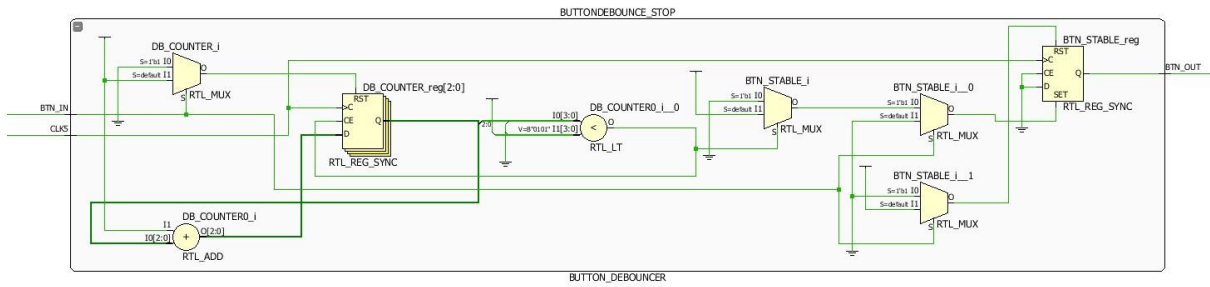 BUTTONDEBOUNCE_STOP
DB_COUNTER_i
S=1'b1 I0
S=default I1
O
S
RTL_MUX
BTN_IN
CLK5
DB_COUNTER_reg[2:0]
RST
C
CE
D
Q
RTL_REG_SYNC
DB_COUNTER0_i
I1
I0[2:0]
O[2:0]
+
RTL_ADD
2:0
DB_COUNTER0_i__0
I0[3:0]
V=B"0101" I1[3:0]
O
<
RTL_LT
BTN_STABLE_i
S=1'b1 I0
S=default I1
O
S
RTL_MUX
BTN_STABLE_i__0
S=1'b1 I0
S=default I1
O
S
RTL_MUX
BTN_STABLE_i__1
S=1'b1 I0
S=default I1
O
S
RTL_MUX
BTN_STABLE_reg
RST
C
CE
D
Q
SET
RTL_REG_SYNC
BTN_OUT
BUTTON_DEBOUNCER